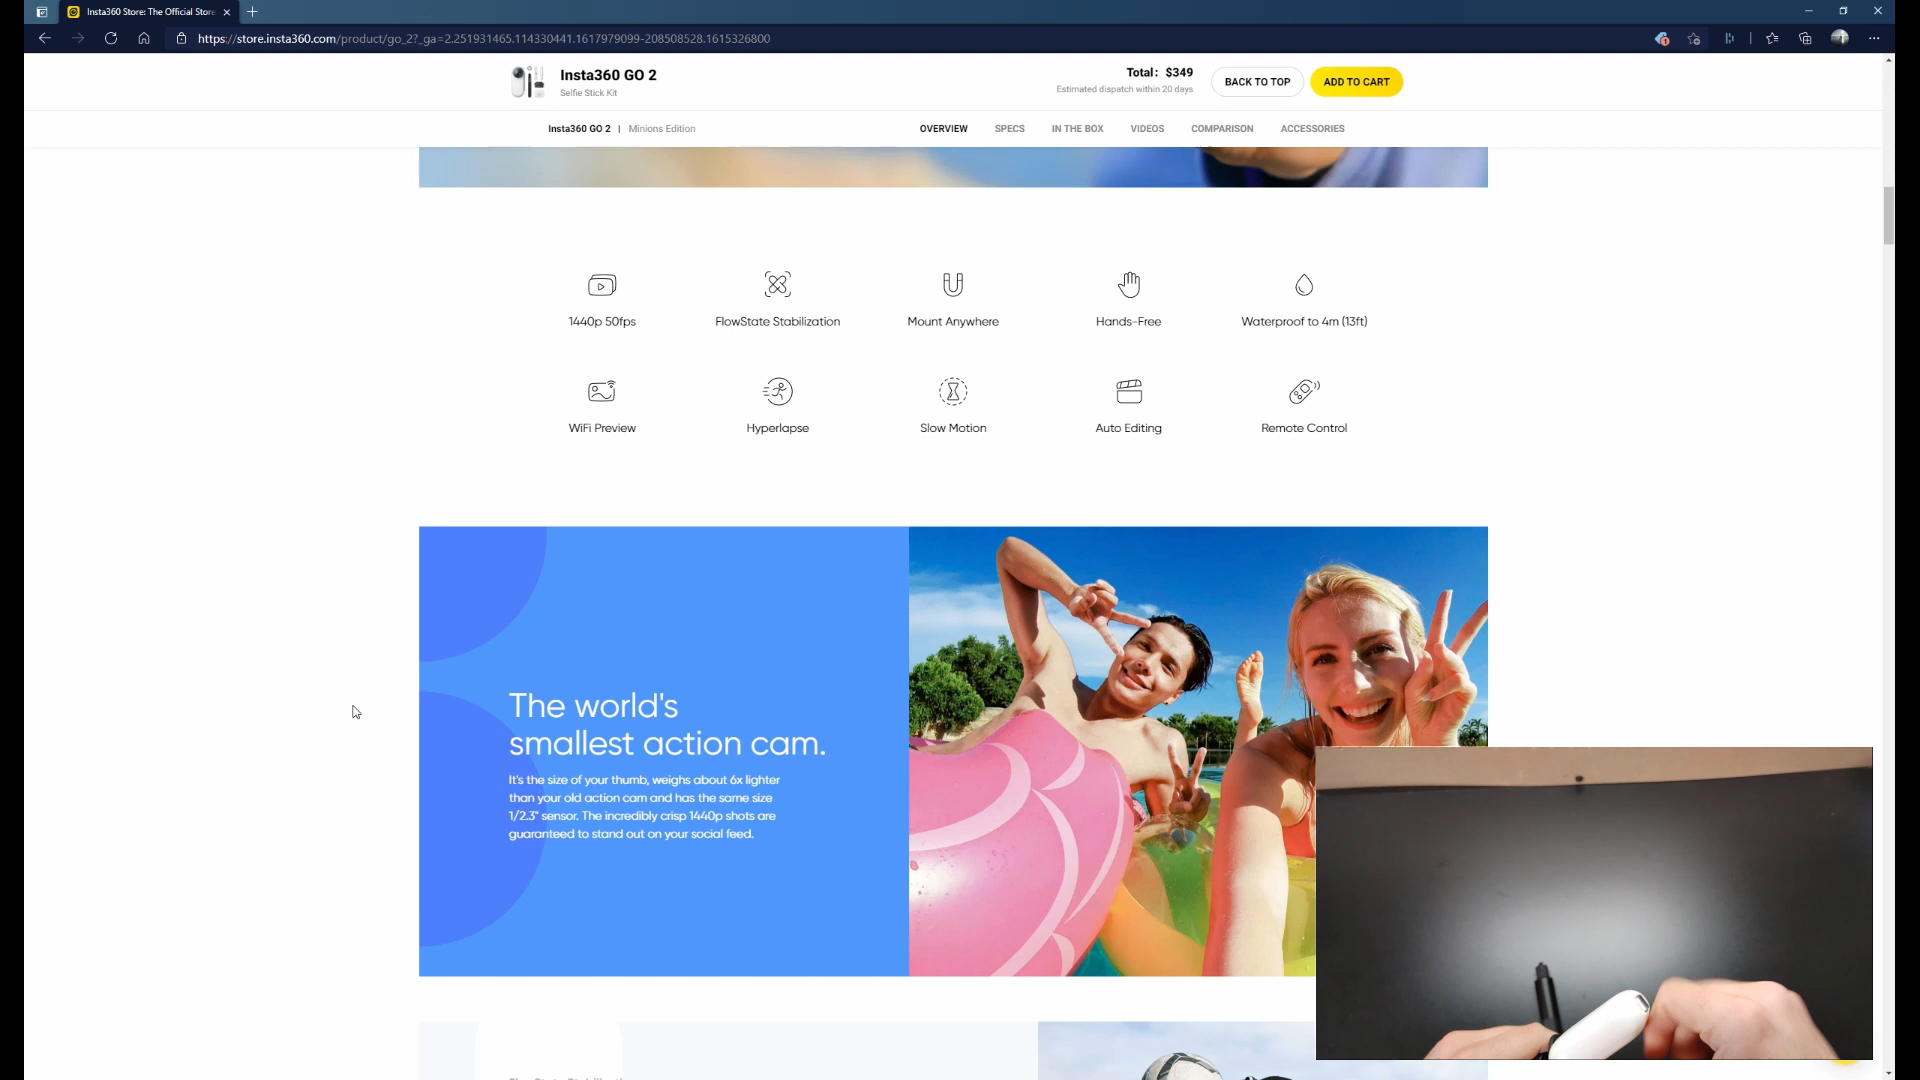 Insta360 Store: The Official Store
https://store.insta360.com/product/go_2?_ga=2.251931465.114330441.1617979099-208508528.1615326800
Insta360 GO 2
Selfie Stick Kit
Total: $349
Estimated dispatch within 20 days
BACK TO TOP
ADD TO CART
Insta360 GO 2 | Minions Edition
OVERVIEW
SPECS
IN THE BOX
VIDEOS
COMPARISON
ACCESSORIES
1440p 50fps
FlowState Stabilization
Mount Anywhere
Hands-Free
Waterproof to 4m (13ft)
WiFi Preview
Hyperlapse
Slow Motion
Auto Editing
Remote Control
The world's
smallest action cam.
It's the size of your thumb, weighs about 6x lighter
than your old action cam and has the same size
1/2.3" sensor. The incredibly crisp 1440p shots are
guaranteed to stand out on your social feed.